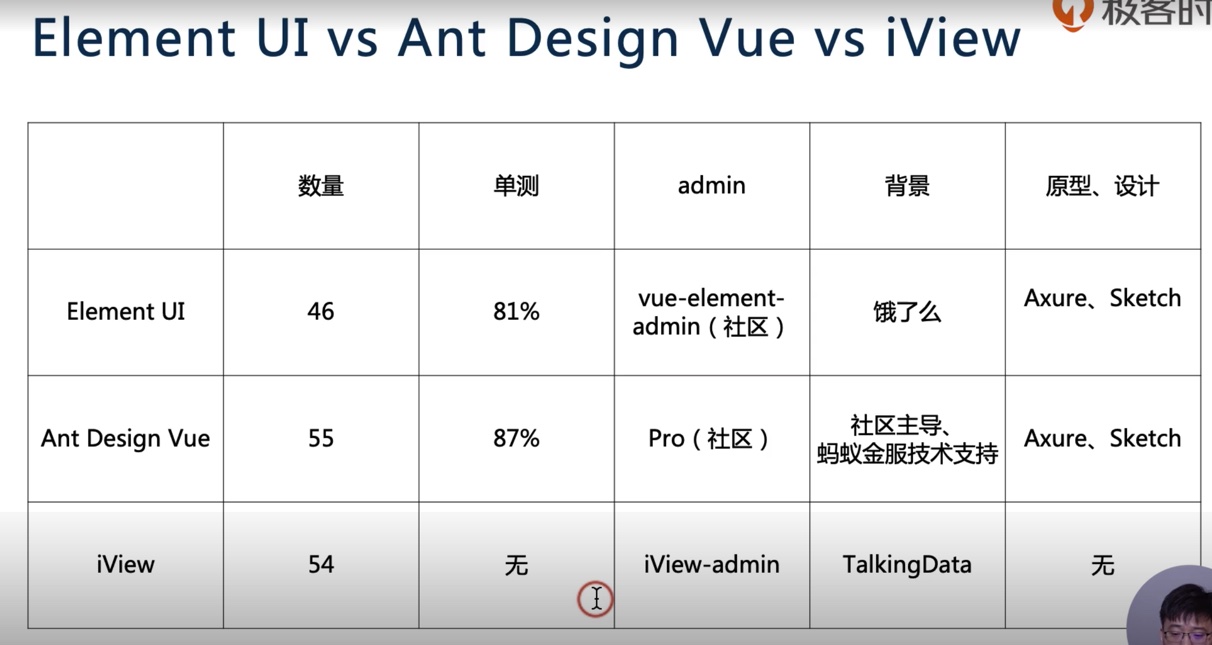 极客时
Element UI vs Ant Design Vue vs iView
数量 单测 admin 背景 原型、设计
Element UI 46 81% vue-element-
admin（社区） 饿了么 Axure、Sketch
Ant Design Vue 55 87% Pro（社区） 社区主导、
蚂蚁金服技术支持 Axure、Sketch
iView 54 无 iView-admin TalkingData 无